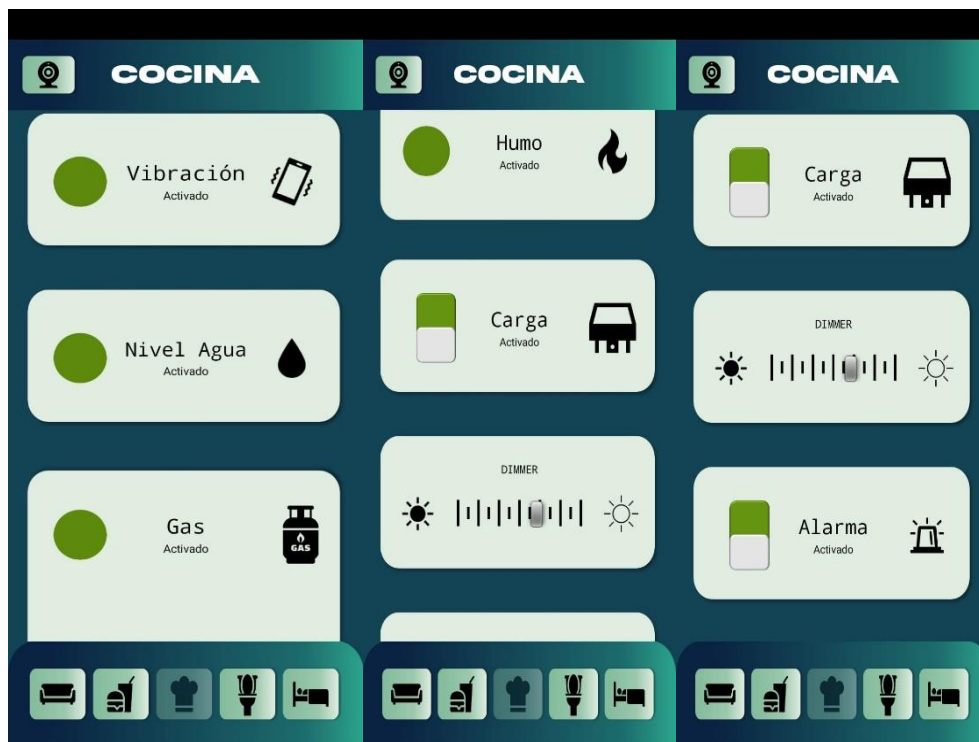 COCINA
Vibración
Activado
Nivel Agua
Activado
Gas
Activado
GAS
COCINA
Humo
Activado
Carga
Activado
DIMMER
COCINA
Carga
Activado
DIMMER
Alarma
Activado